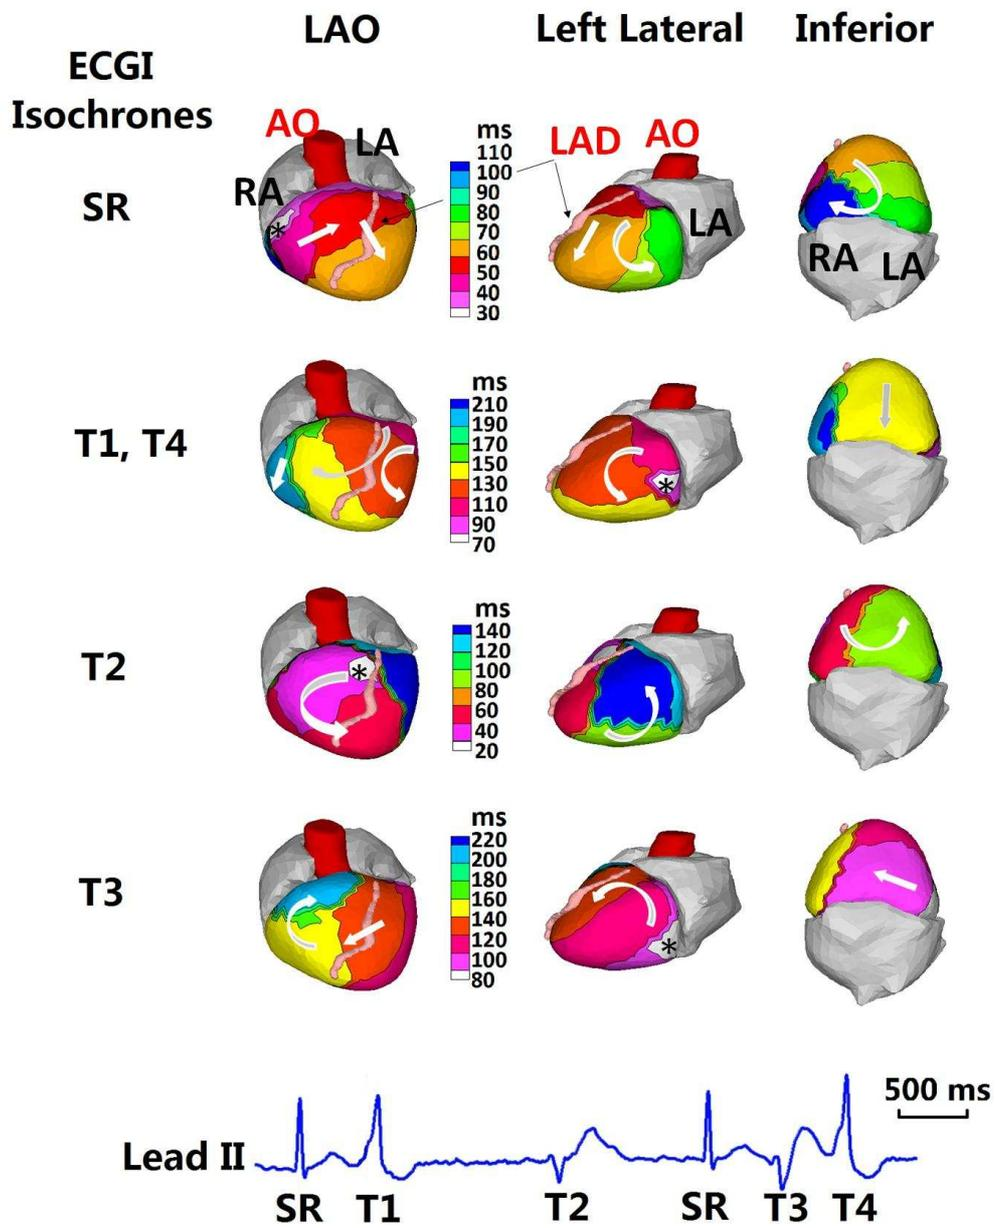 LAO Left Lateral Inferior
ECGI
Isochrones
AO LA
RA
*
SR
ms
110
100
90
80
70
60
50
40
30
LAD AO
LA
RA LA
T1, T4
ms
210
190
170
150
130
110
90
70
*
T2
*
ms
140
120
100
80
60
40
20
T3
ms
220
200
180
160
140
120
100
80
*
500 ms
Lead II
SR T1 T2 SR T3 T4